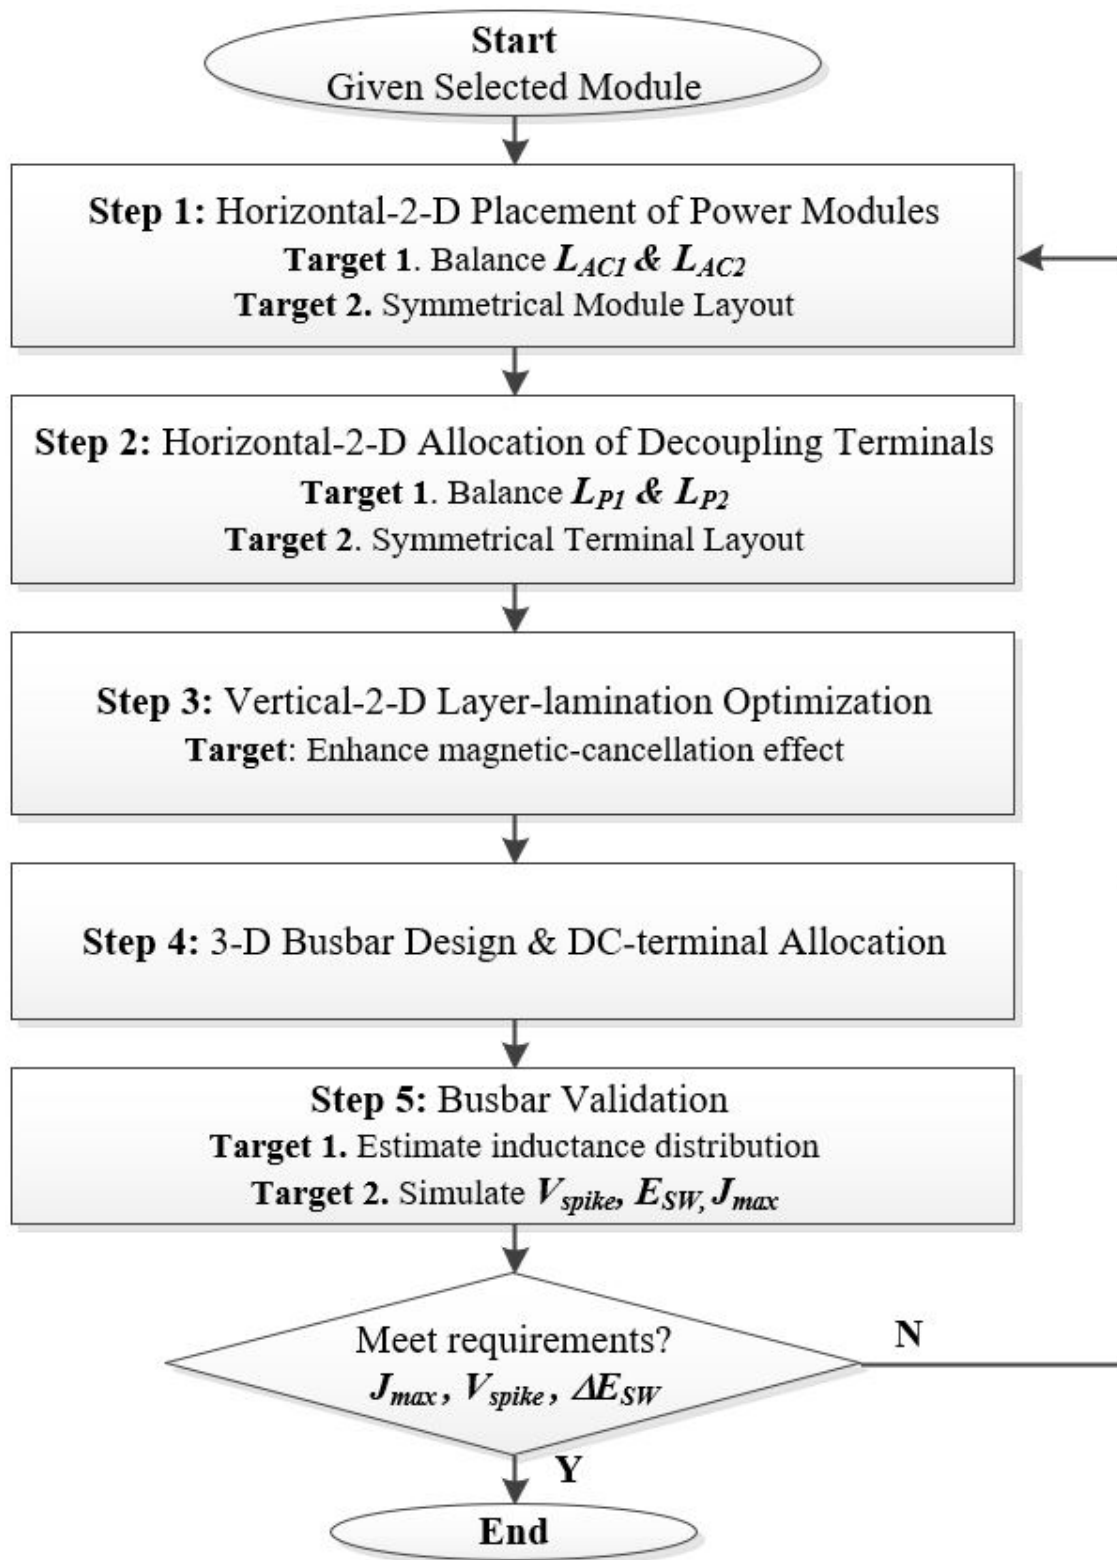 Start
Given Selected Module
Step 1: Horizontal-2-D Placement of Power Modules
Target 1. Balance L_AC1 & L_AC2
Target 2. Symmetrical Module Layout
Step 2: Horizontal-2-D Allocation of Decoupling Terminals
Target 1. Balance L_P1 & L_P2
Target 2. Symmetrical Terminal Layout
Step 3: Vertical-2-D Layer-lamination Optimization
Target: Enhance magnetic-cancellation effect
Step 4: 3-D Busbar Design & DC-terminal Allocation
Step 5: Busbar Validation
Target 1. Estimate inductance distribution
Target 2. Simulate V_spike, E_SW, J_max
Meet requirements?
J_max, V_spike, ΔE_SW
N
Y
End